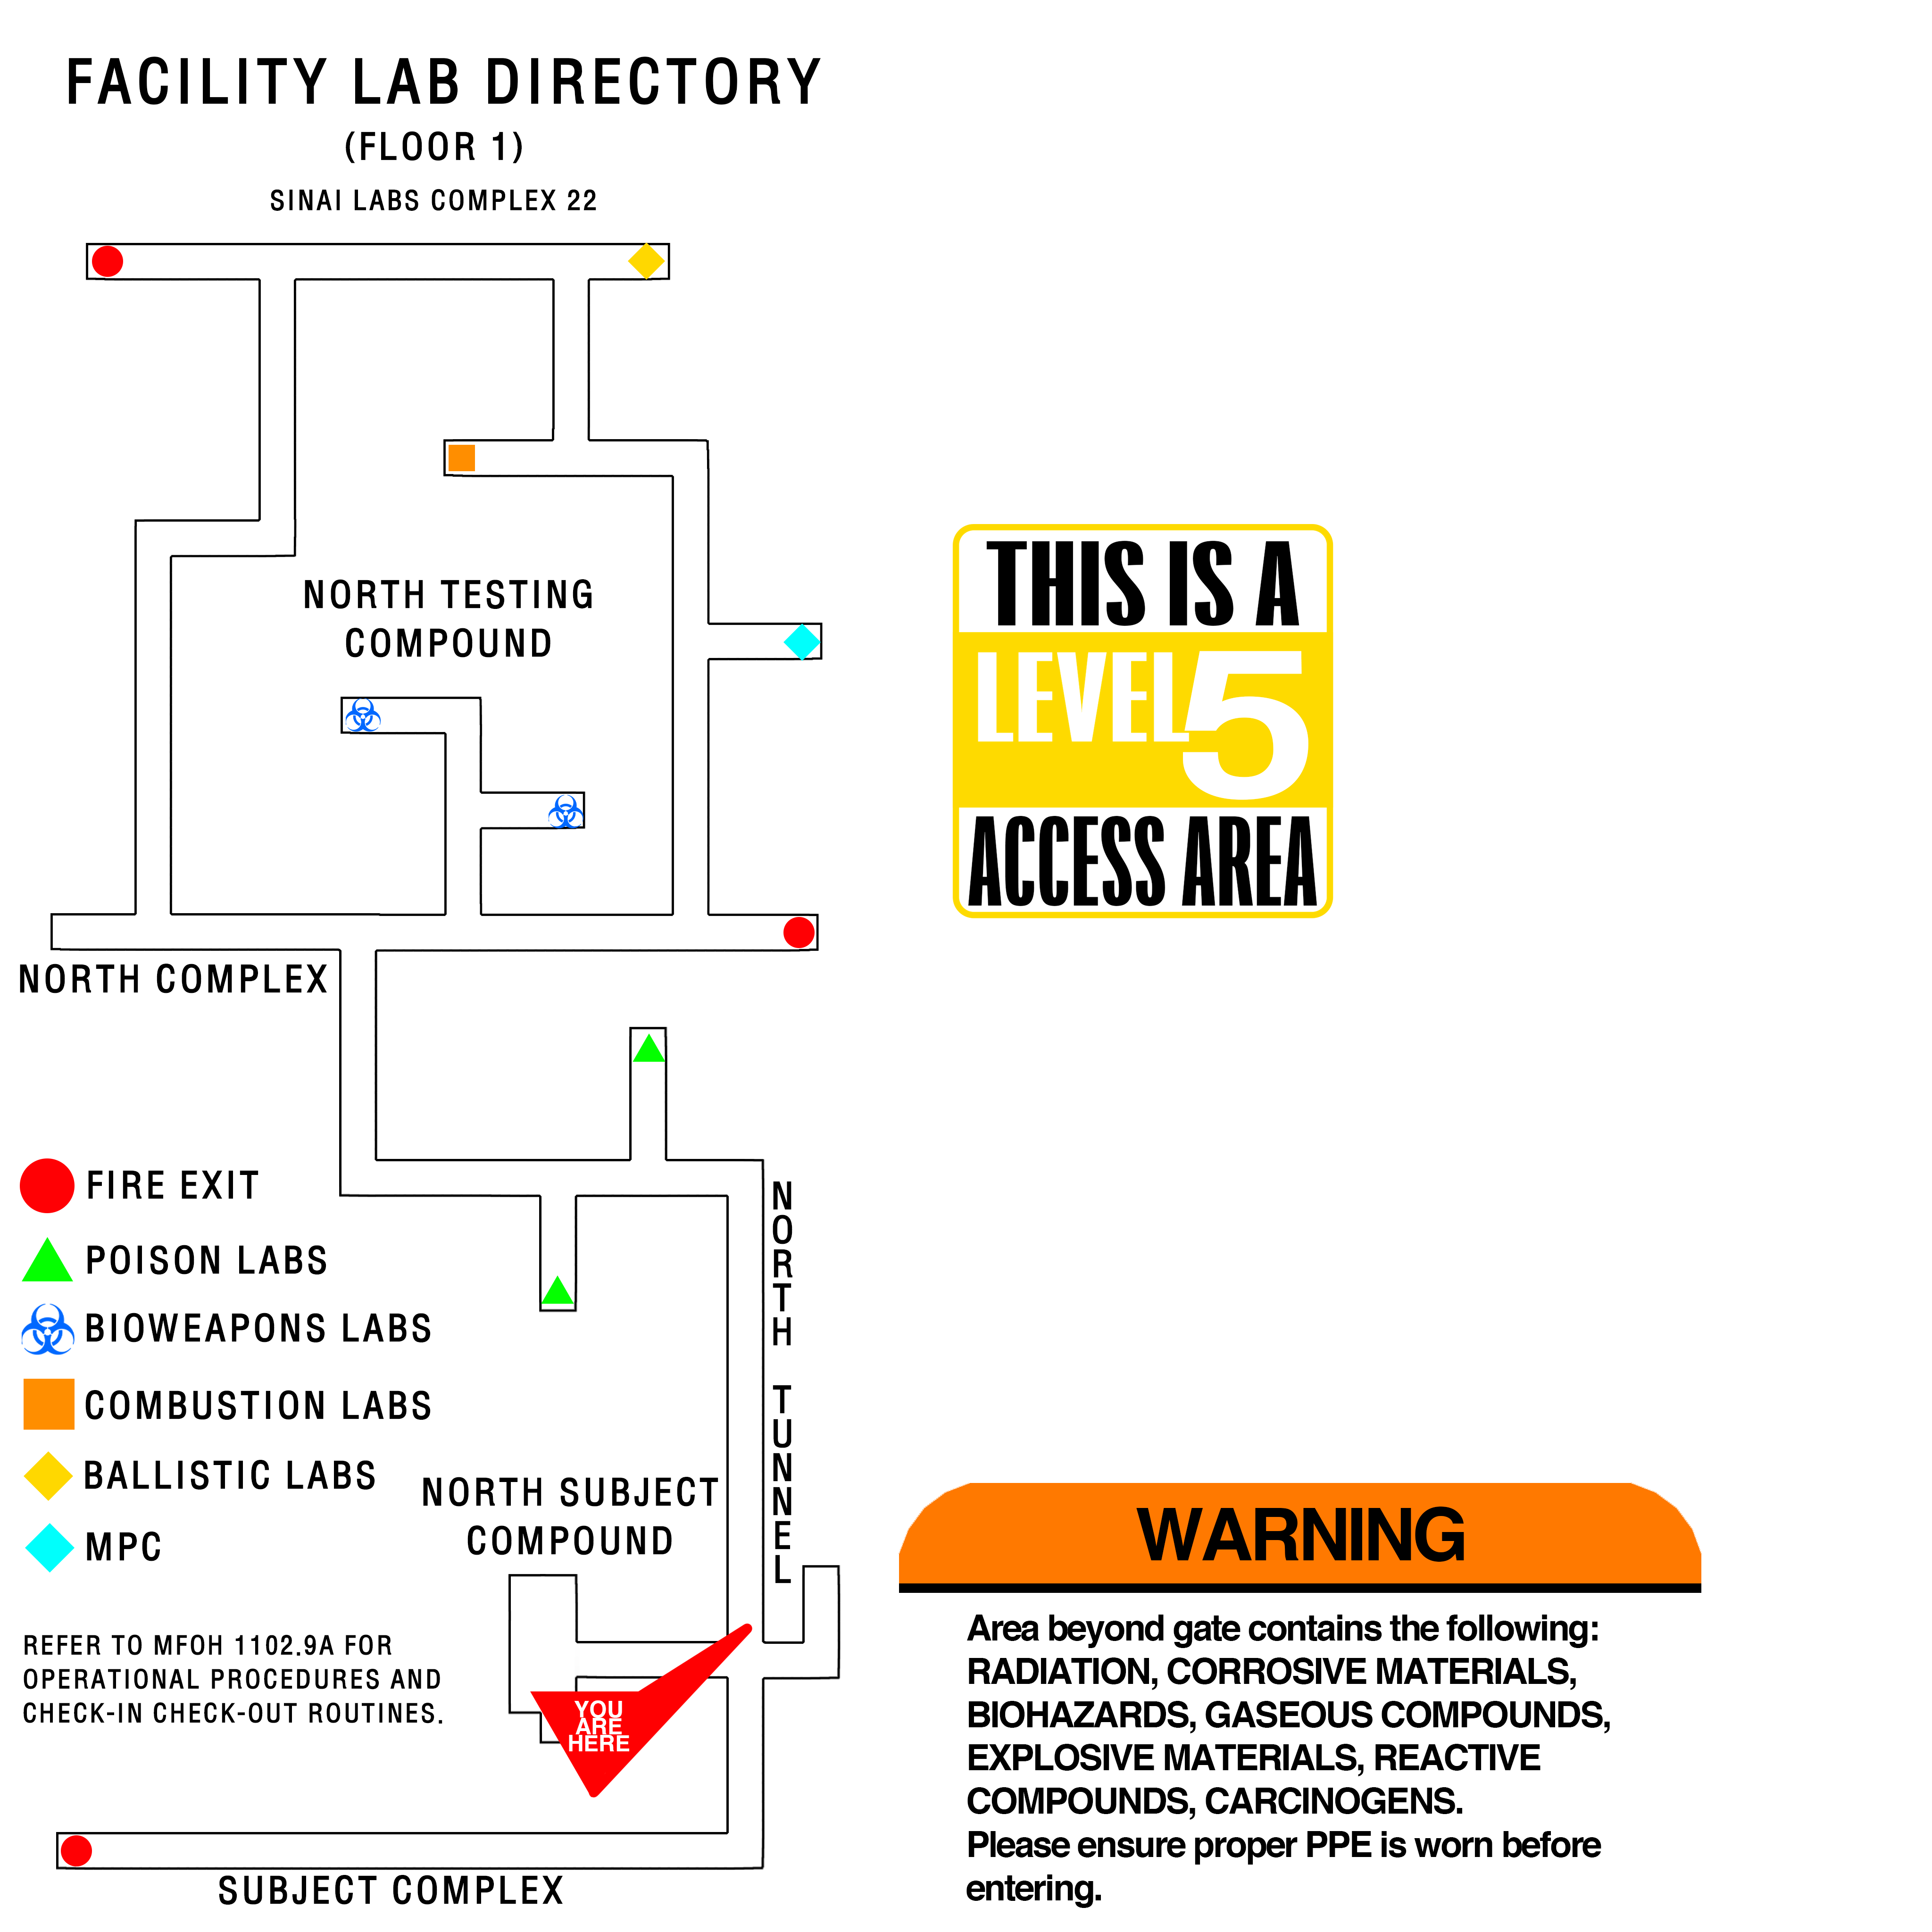 FACILITY LAB DIRECTORY
(FLOOR 1)
SINAI LABS COMPLEX 22
NORTH TESTING
COMPOUND
NORTH COMPLEX
NORTH TUNNEL
FIRE EXIT
POISON LABS
BIOWEAPONS LABS
COMBUSTION LABS
BALLISTIC LABS
MPC
NORTH SUBJECT
COMPOUND
REFER TO MFOH 1102.9A FOR
OPERATIONAL PROCEDURES AND
CHECK-IN CHECK-OUT ROUTINES.
YOU
ARE
HERE
SUBJECT COMPLEX
THIS IS A
LEVEL 5
ACCESS AREA
WARNING
Area beyond gate contains the following:
RADIATION, CORROSIVE MATERIALS,
BIOHAZARDS, GASEOUS COMPOUNDS,
EXPLOSIVE MATERIALS, REACTIVE
COMPOUNDS, CARCINOGENS.
Please ensure proper PPE is worn before
entering.